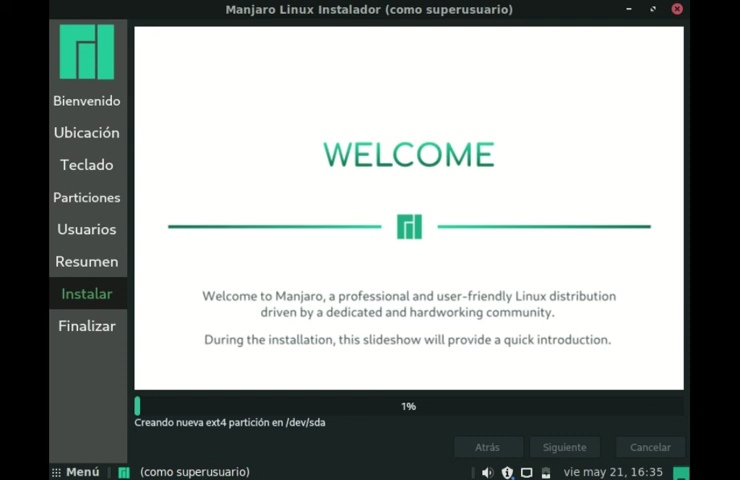 Manjaro Linux Instalador (como superusuario)
Bienvenido
Ubicación
Teclado
Particiones
Usuarios
Resumen
Instalar
Finalizar
WELCOME
Welcome to Manjaro, a professional and user-friendly Linux distribution
driven by a dedicated and hardworking community.
During the installation, this slideshow will provide a quick introduction.
1%
Creando nueva ext4 partición en /dev/sda
Atrás
Siguiente
Cancelar
Menú
(como superusuario)
vie may 21, 16:35